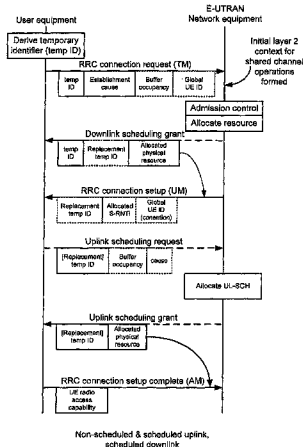 User equipment
E-UTRAN
Network equipment
Derive temporary
identifier {temp ID}
Initial layer 2
context for
shared channel
operations
formed
RRC connection request (TM)
temp
ID
Establishment
cause
Buffer
occupancy
Global
UE ID
Admission control
Allocate resource
Downlink scheduling grant
temp
ID
Replacement
temp ID
Allocated
physical
resource
RRC connection setup (UM)
Replacement
temp ID
Allocated
S-RNTI
Global
UE ID
(contention)
Uplink scheduling request
[Replacement]
temp ID
Buffer
occupancy
cause
Allocate UL-SCH
Uplink scheduling grant
[Replacement]
temp ID
Allocated
physical
resource
RRC connection setup complete (AM)
UE radio
access
capability
Non-scheduled & scheduled uplink,
scheduled downlink